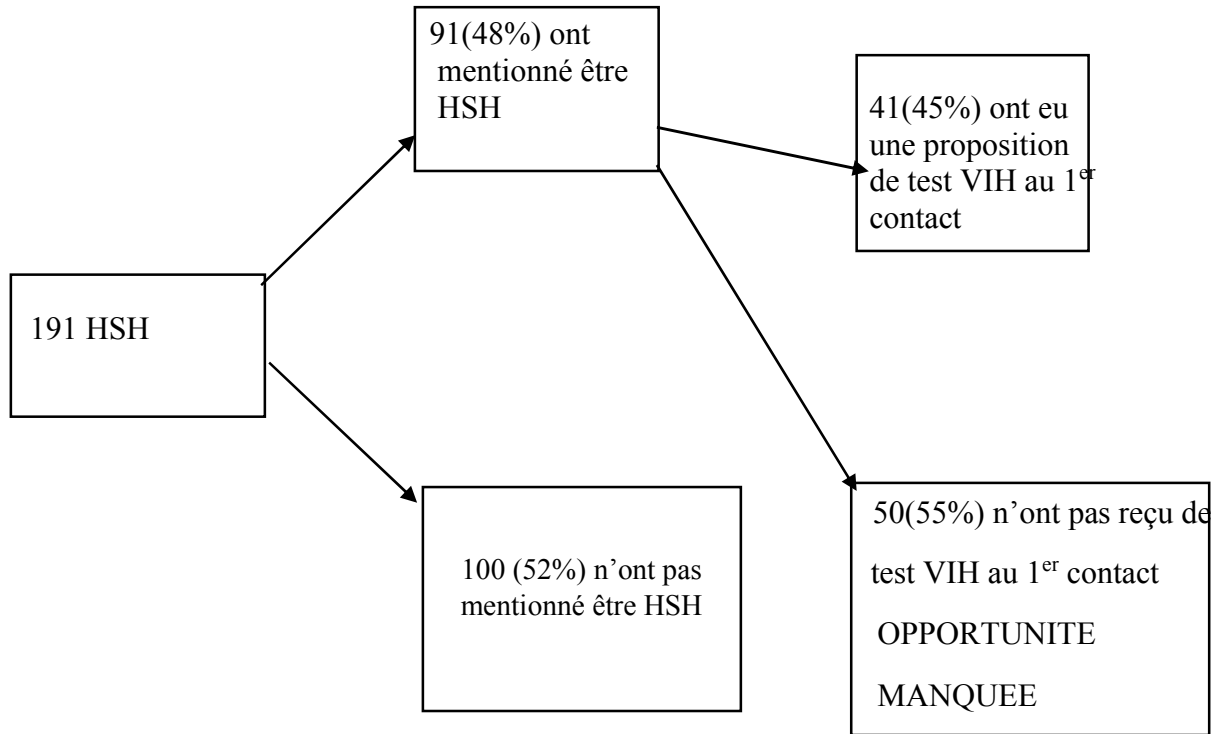 91(48%) ont
mentionné être
HSH
41(45%) ont eu
une proposition
de test VIH au 1er
contact
191 HSH
100 (52%) n’ont pas
mentionné être HSH
50(55%) n’ont pas reçu de
test VIH au 1er contact
OPPORTUNITE
MANQUEE